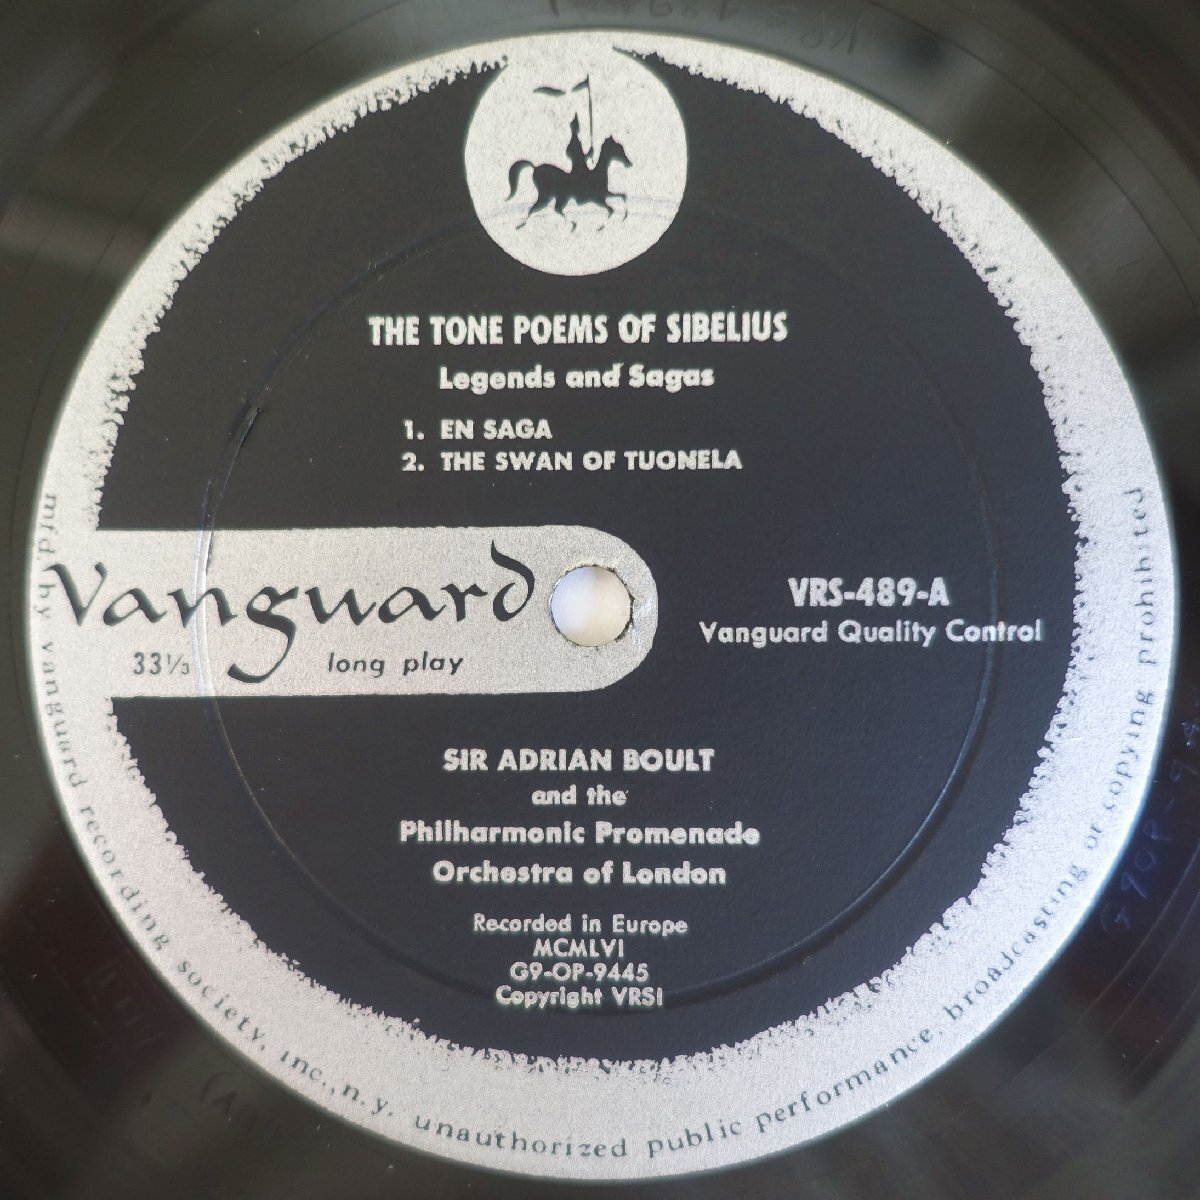 THE TONE POEMS OF SIBELIUS
Legends and Sagas
1. EN SAGA
2. THE SWAN OF TUONELA
Vanguard
33⅓ long play
VRS-489-A
Vanguard Quality Control
SIR ADRIAN BOULT
and the
Philharmonic Promenade
Orchestra of London
Recorded in Europe
MCMLVI
G9-OP-9445
Copyright VRSI
mfd. by vanguard recording society, inc., n.y. unauthorized public performance, broadcasting or copying prohibited